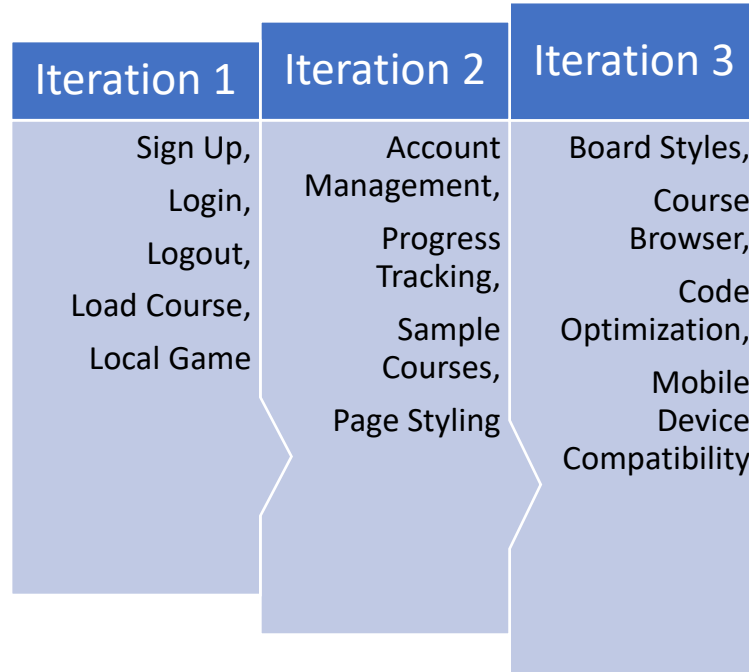 Iteration 1
Sign Up,
Login,
Logout,
Load Course,
Local Game
Iteration 2
Account
Management,
Progress
Tracking,
Sample
Courses,
Page Styling
Iteration 3
Board Styles,
Course
Browser,
Code
Optimization,
Mobile
Device
Compatibility